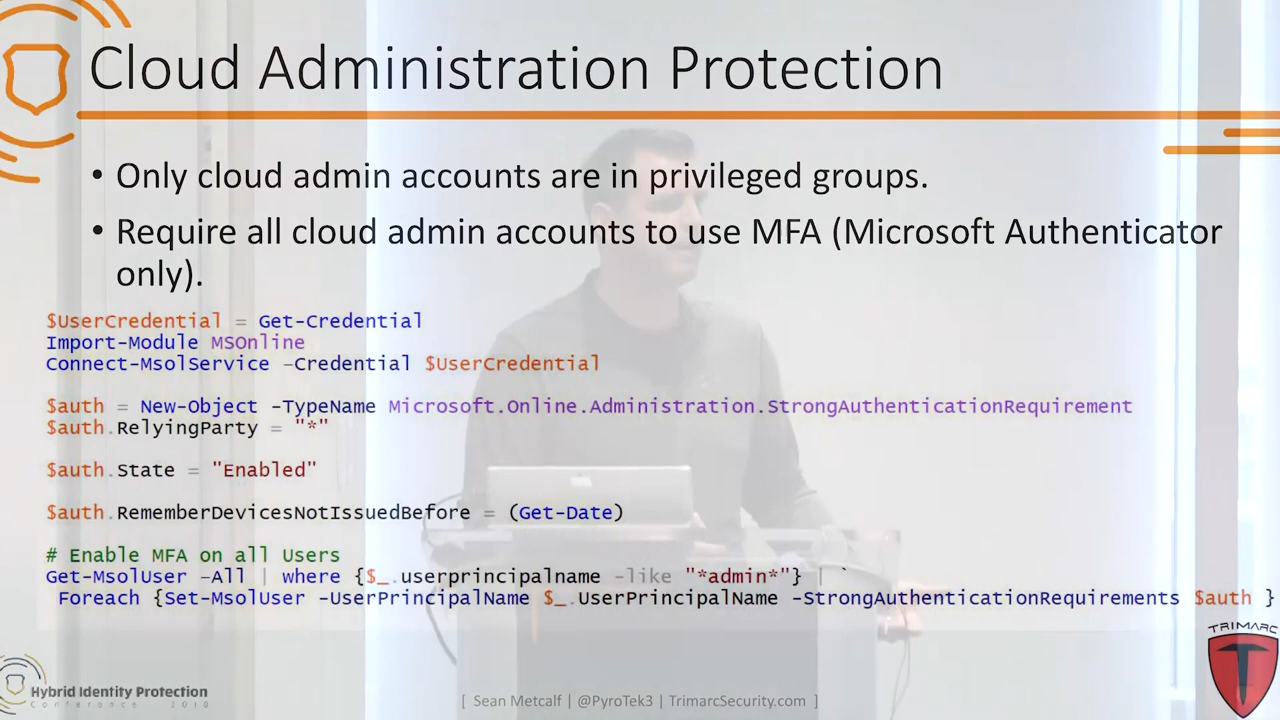 Cloud Administration Protection
• Only cloud admin accounts are in privileged groups.
• Require all cloud admin accounts to use MFA (Microsoft Authenticator
only).
$UserCredential = Get-Credential
Import-Module MSOnline
Connect-MsolService –Credential $UserCredential
$auth = New-Object -TypeName Microsoft.Online.Administration.StrongAuthenticationRequirement
$auth.RelyingParty = "*"
$auth.State = "Enabled"
$auth.RememberDevicesNotIssuedBefore = (Get-Date)
# Enable MFA on all Users
Get-MsolUser –All | where {$_.userprincipalname -like "*admin*"} | `
Foreach {Set-MsolUser -UserPrincipalName $_.UserPrincipalName -StrongAuthenticationRequirements $auth }
TRIMARC
Hybrid Identity Protection
Conference 2019
[ Sean Metcalf | @PyroTek3 | TrimarcSecurity.com ]